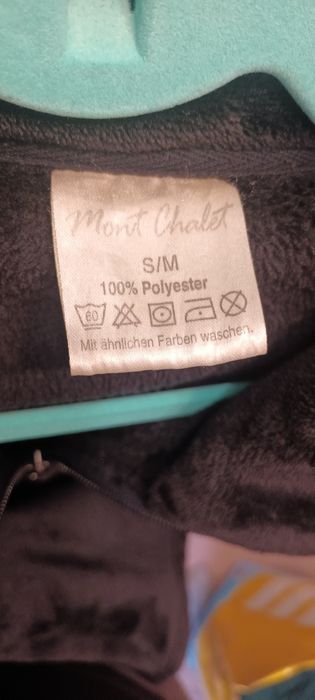 Mont Chalet
S/M
100% Polyester
60
Mit ähnlichen Farben waschen.